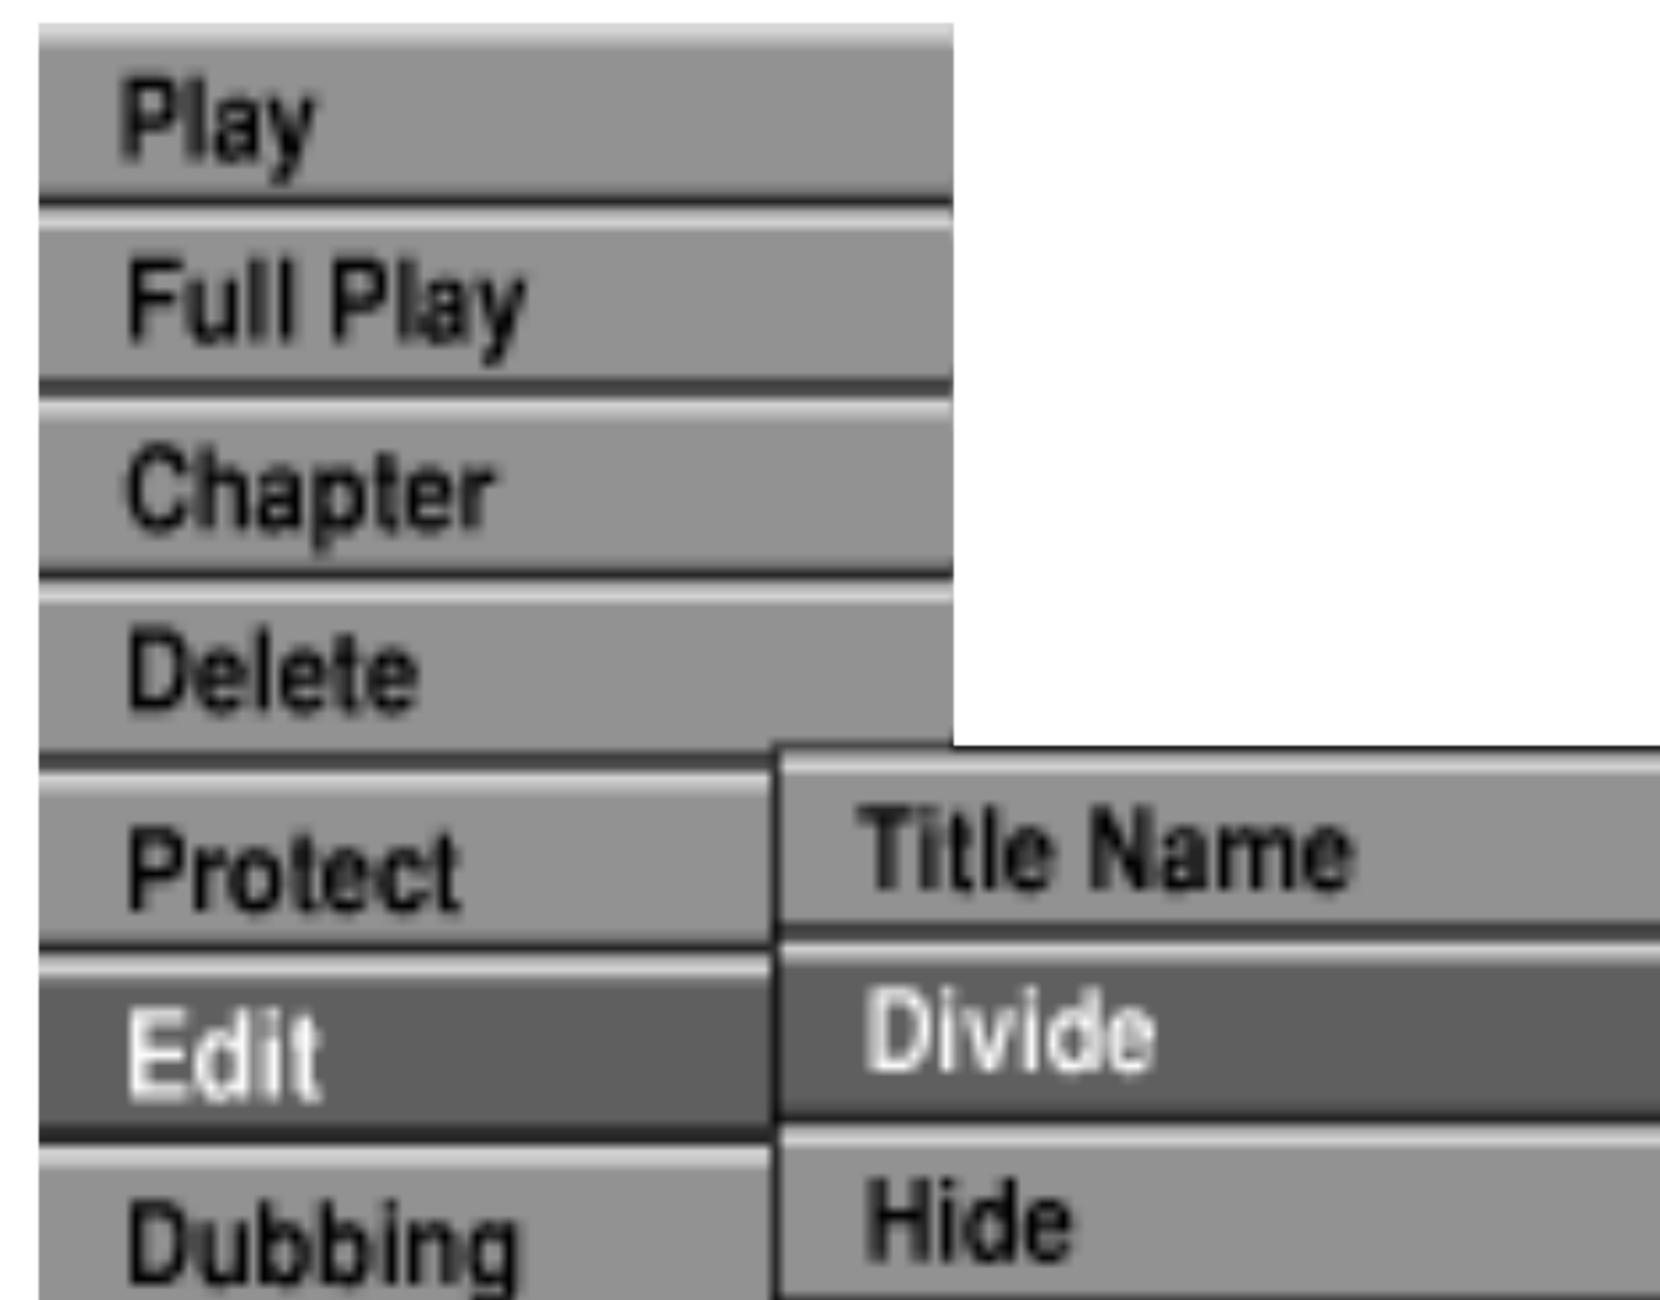 Play
Full Play
Chapter
Delete
Protect
Title Name
Edit
Divide
Dubbing
Hide